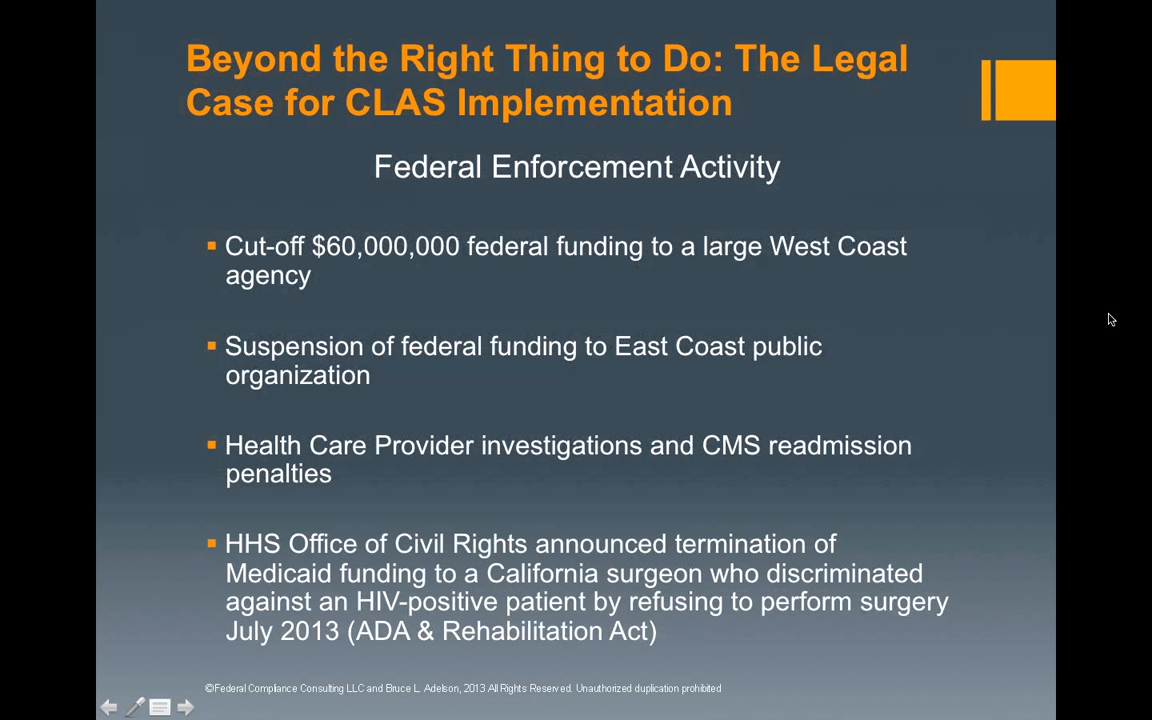 Beyond the Right Thing to Do: The Legal
Case for CLAS Implementation
Federal Enforcement Activity
▪ Cut-off $60,000,000 federal funding to a large West Coast
agency
▪ Suspension of federal funding to East Coast public
organization
▪ Health Care Provider investigations and CMS readmission
penalties
▪ HHS Office of Civil Rights announced termination of
Medicaid funding to a California surgeon who discriminated
against an HIV-positive patient by refusing to perform surgery
July 2013 (ADA & Rehabilitation Act)
©Federal Compliance Consulting LLC and Bruce L. Adelson, 2013 All Rights Reserved. Unauthorized duplication prohibited